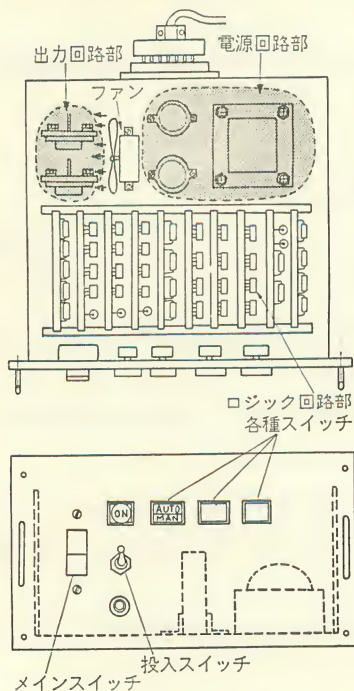 出力回路部
電源回路部
ファン
ロジック回路部
各種スイッチ
ON
AUTO
MAN
投入スイッチ
メインスイッチ